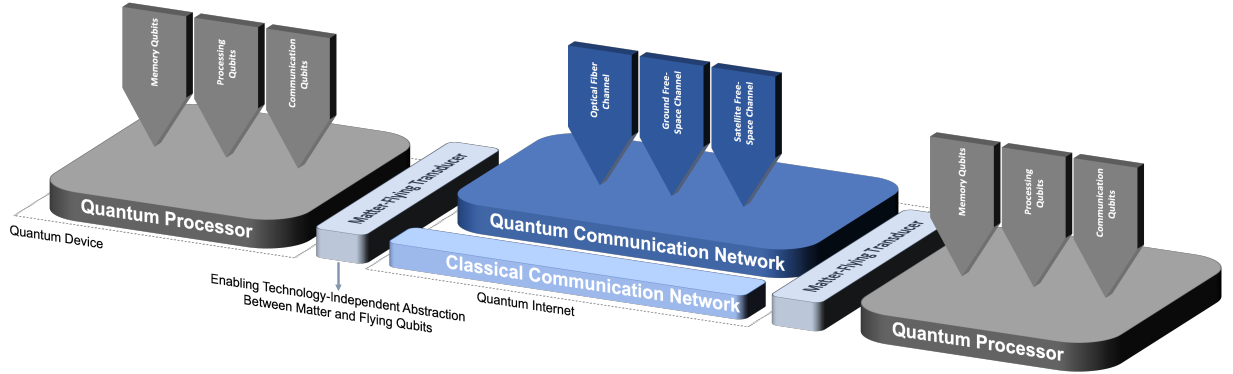 Memory Qubits
Processing
Qubits
Communication
Qubits
Quantum Processor
Quantum Device
Matter-Flying Transducer
Enabling Technology-Independent Abstraction
Between Matter and Flying Qubits
Optical Fiber
Channel
Ground Free-
Space Channel
Satellite Free-
Space Channel
Quantum Communication Network
Classical Communication Network
Quantum Internet
Matter-Flying Transducer
Memory Qubits
Processing
Qubits
Communication
Qubits
Quantum Processor